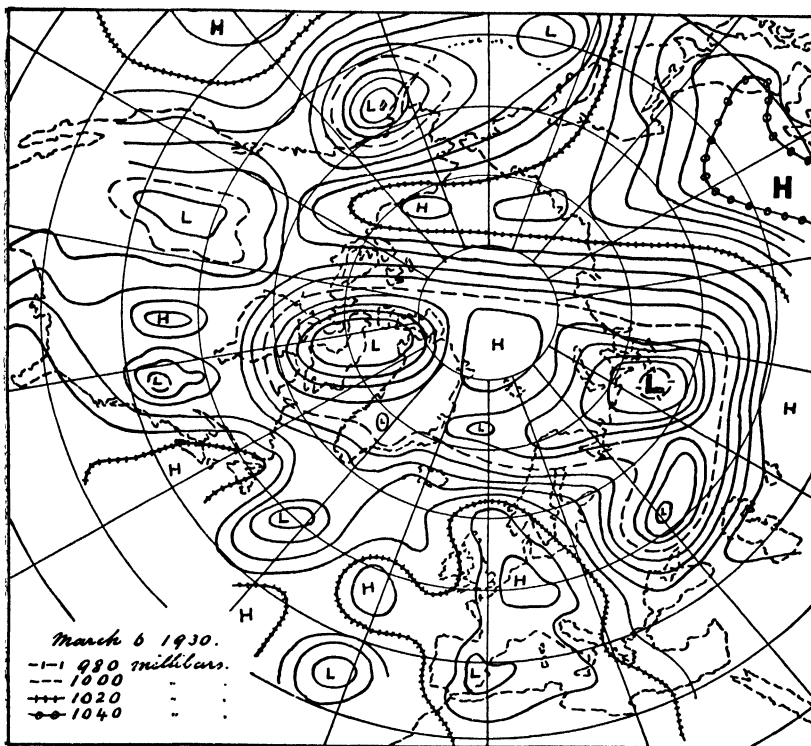 H
L
L
H
H
L
H
L
H
L
L
H
L
L
H
L
L
H
H
H
L
L
March 6 1930.
980 millibars.
1000 " .
1020 " .
1040 " .